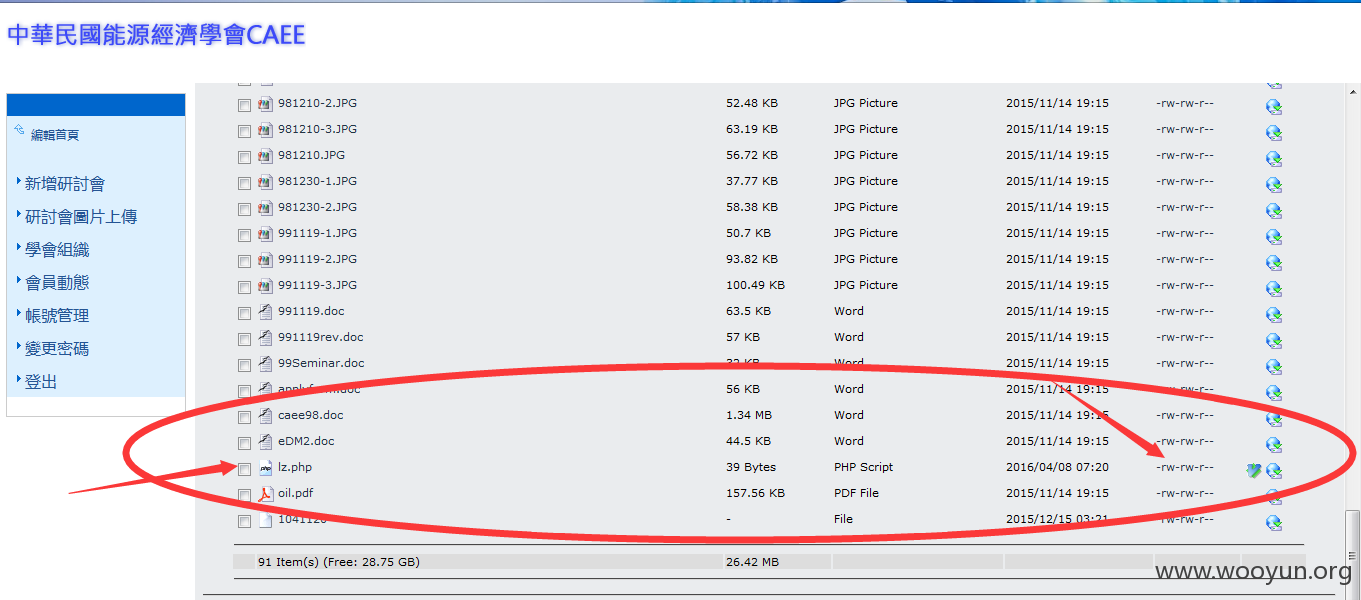 中華民國能源經濟學會CAEE
編輯首頁
新增研討會
研討會圖片上傳
學會組織
會員動態
帳號管理
變更密碼
登出
981210-2.JPG 52.48 KB JPG Picture 2015/11/14 19:15 -rw-rw-r--
981210-3.JPG 63.19 KB JPG Picture 2015/11/14 19:15 -rw-rw-r--
981210.JPG 56.72 KB JPG Picture 2015/11/14 19:15 -rw-rw-r--
981230-1.JPG 37.77 KB JPG Picture 2015/11/14 19:15 -rw-rw-r--
981230-2.JPG 58.38 KB JPG Picture 2015/11/14 19:15 -rw-rw-r--
991119-1.JPG 50.7 KB JPG Picture 2015/11/14 19:15 -rw-rw-r--
991119-2.JPG 93.82 KB JPG Picture 2015/11/14 19:15 -rw-rw-r--
991119-3.JPG 100.49 KB JPG Picture 2015/11/14 19:15 -rw-rw-r--
991119.doc 63.5 KB Word 2015/11/14 19:15 -rw-rw-r--
991119rev.doc 57 KB Word 2015/11/14 19:15 -rw-rw-r--
99Seminar.doc 32 KB Word 2015/11/14 19:15 -rw-rw-r--
56 KB Word 2015/11/14 19:15 -rw-rw-r--
caee98.doc 1.34 MB Word 2015/11/14 19:15 -rw-rw-r--
eDM2.doc 44.5 KB Word 2015/11/14 19:15 -rw-rw-r--
lz.php 39 Bytes PHP Script 2016/04/08 07:20 -rw-rw-r--
oil.pdf 157.56 KB PDF File 2015/11/14 19:15 -rw-rw-r--
1041120 - File 2015/12/15 03:21 -rw-rw-r--
91 Item(s) (Free: 28.75 GB) 26.42 MB
www.wooyun.org